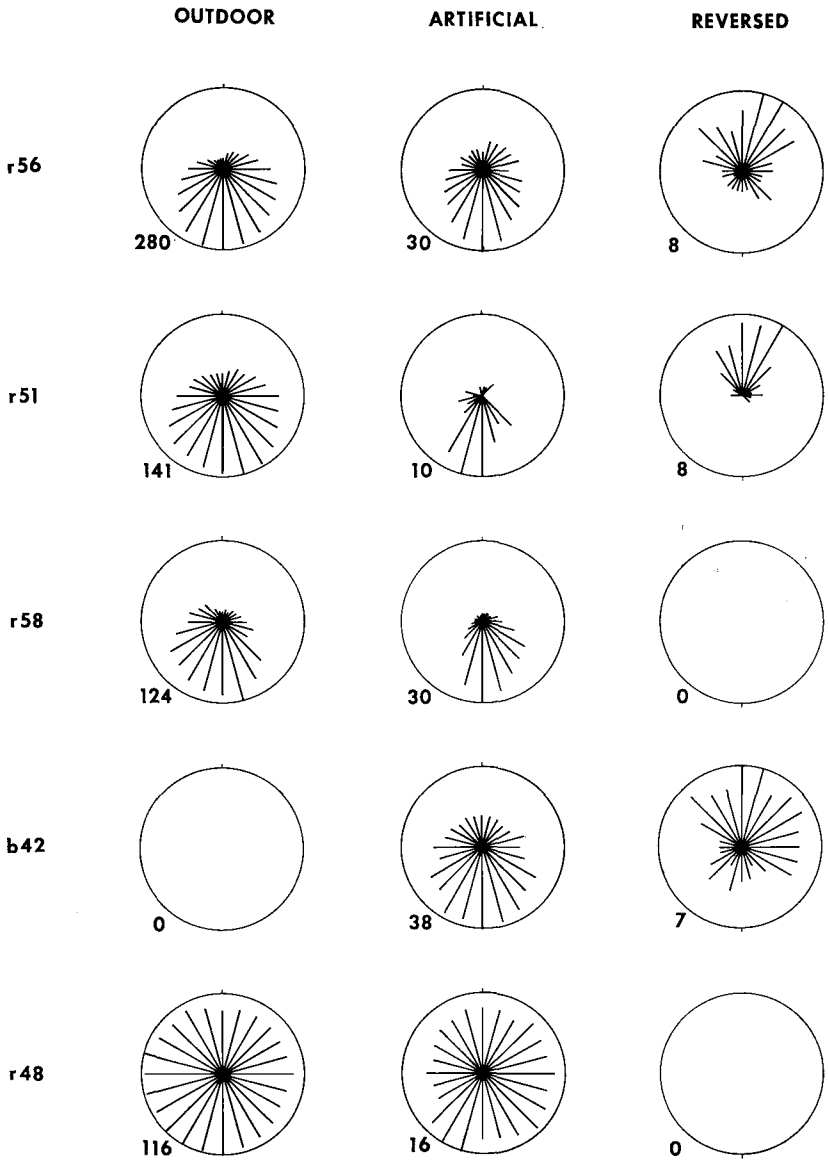 OUTDOOR ARTIFICIAL REVERSED
r56
280 30 8
r51
141 10 8
r58
124 30 0
b42
0 38 7
r48
116 16 0